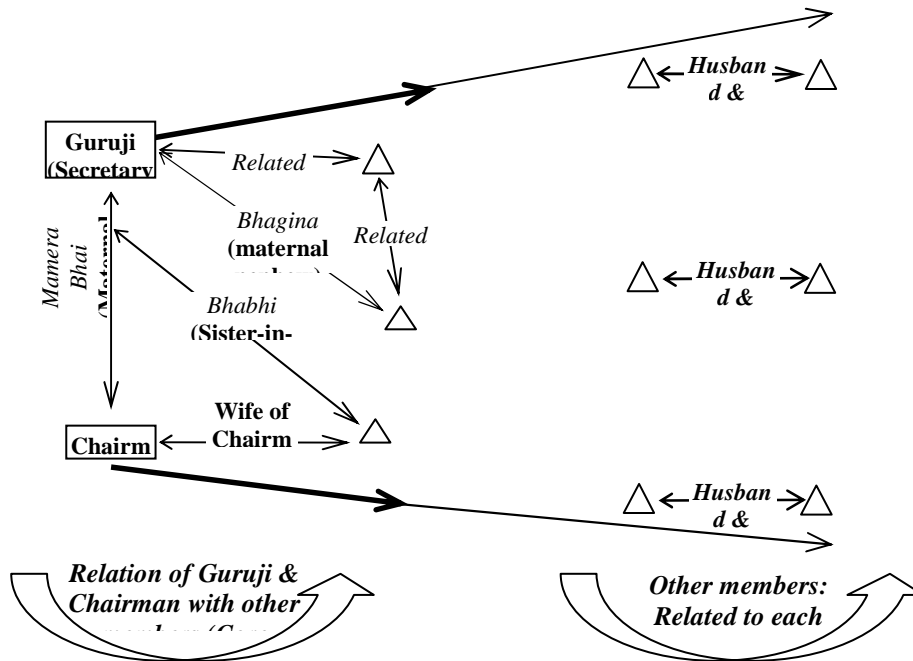 Husban
d &
Guruji
(Secretary
Related
Bhagina
(maternal
Related
Mamera
Bhai
Husban
d &
Bhabhi
(Sister-in-
Wife of
Chairm
Chairm
Husban
d &
Relation of Guruji &
Chairman with other
Other members:
Related to each